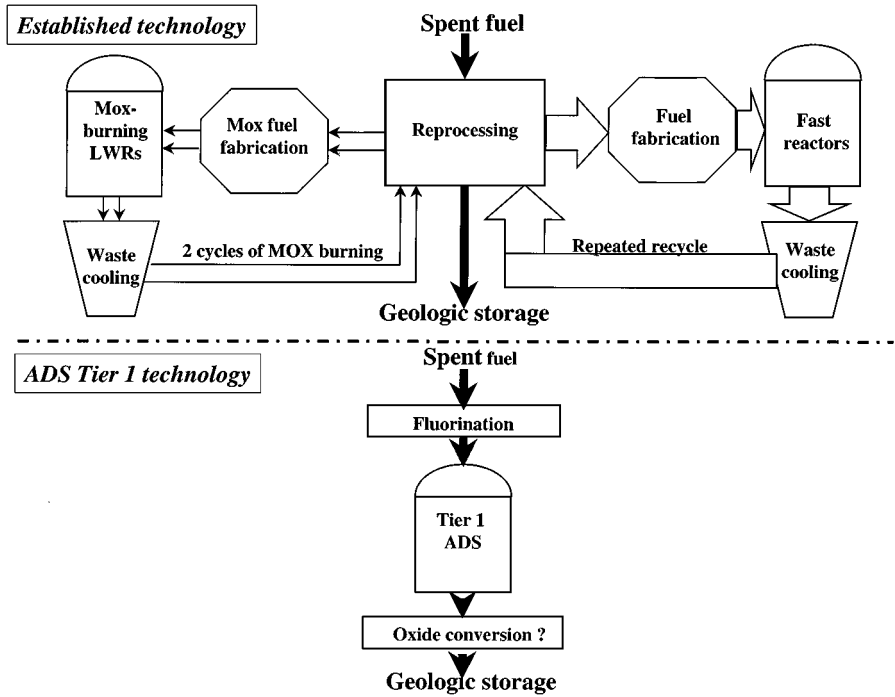 Established technology
Spent fuel
Mox-
burning
LWRs
Mox fuel
fabrication
Reprocessing
Fuel
fabrication
Fast
reactors
Waste
cooling
2 cycles of MOX burning
Repeated recycle
Waste
cooling
Geologic storage
ADS Tier 1 technology
Spent fuel
Fluorination
Tier 1
ADS
Oxide conversion ?
Geologic storage